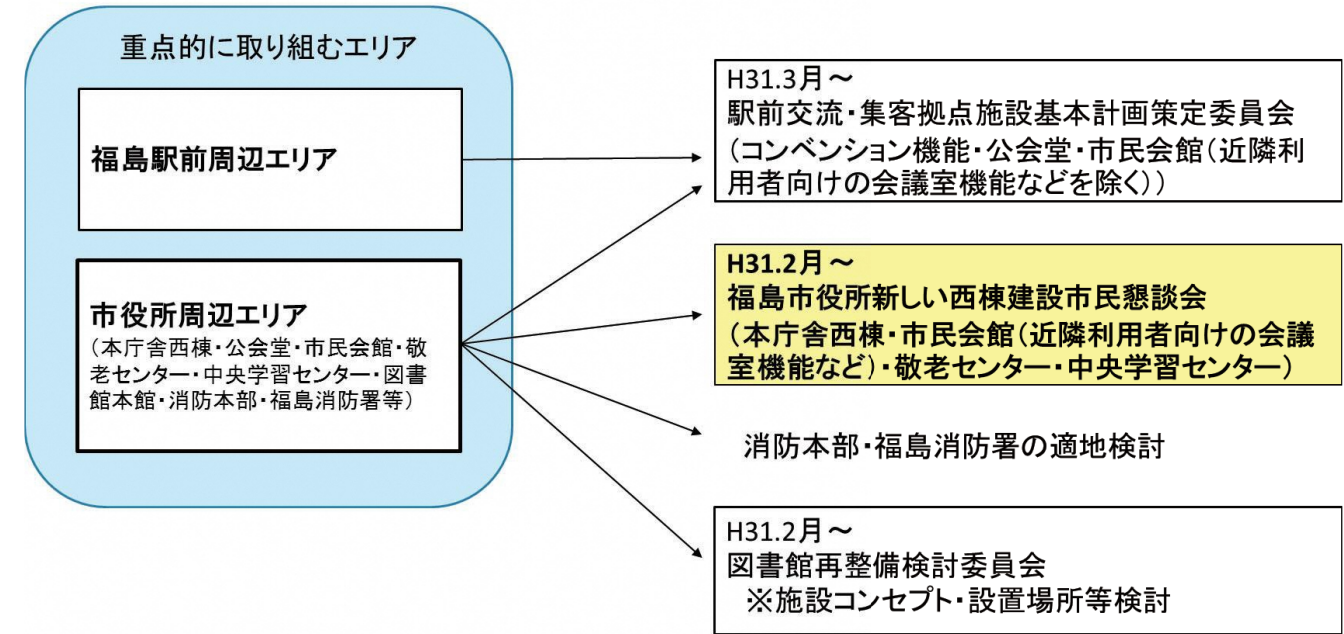 重点的に取り組むエリア
福島駅前周辺エリア
市役所周辺エリア
（本庁舎西棟・公会堂・市民会館・敬
老センター・中央学習センター・図書
館本館・消防本部・福島消防署等）
H31.3月～
駅前交流・集客拠点施設基本計画策定委員会
（コンベンション機能・公会堂・市民会館（近隣利
用者向けの会議室機能などを除く））
H31.2月～
福島市役所新しい西棟建設市民懇談会
（本庁舎西棟・市民会館（近隣利用者向けの会議
室機能など）・敬老センター・中央学習センター）
消防本部・福島消防署の適地検討
H31.2月～
図書館再整備検討委員会
※施設コンセプト・設置場所等検討